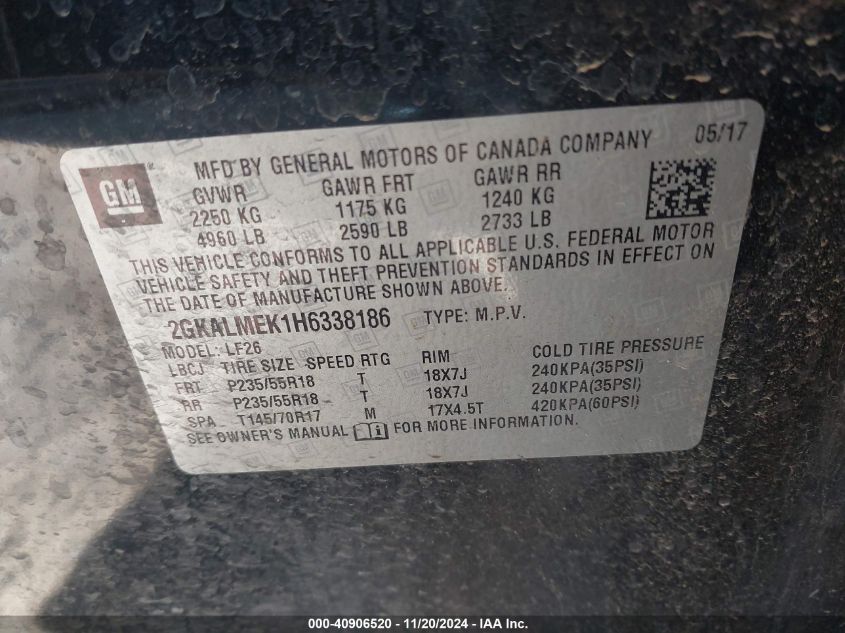 MFD BY GENERAL MOTORS OF CANADA COMPANY 05/17
GM
GVWR GAWR FRT GAWR RR
2250 KG 1175 KG 1240 KG
4960 LB 2590 LB 2733 LB
THIS VEHICLE CONFORMS TO ALL APPLICABLE U.S. FEDERAL MOTOR
VEHICLE SAFETY AND THEFT PREVENTION STANDARDS IN EFFECT ON
THE DATE OF MANUFACTURE SHOWN ABOVE.
2GKALMEK1H6338186 TYPE: M.P.V.
MODEL: LF26
LBCJ TIRE SIZE SPEED RTG RIM COLD TIRE PRESSURE
FRT P235/55R18 T 18X7J 240KPA(35PSI)
RR P235/55R18 T 18X7J 240KPA(35PSI)
SPA T145/70R17 M 17X4.5T 420KPA(60PSI)
SEE OWNER'S MANUAL FOR MORE INFORMATION.
000-40906520 - 11/20/2024 - IAA Inc.